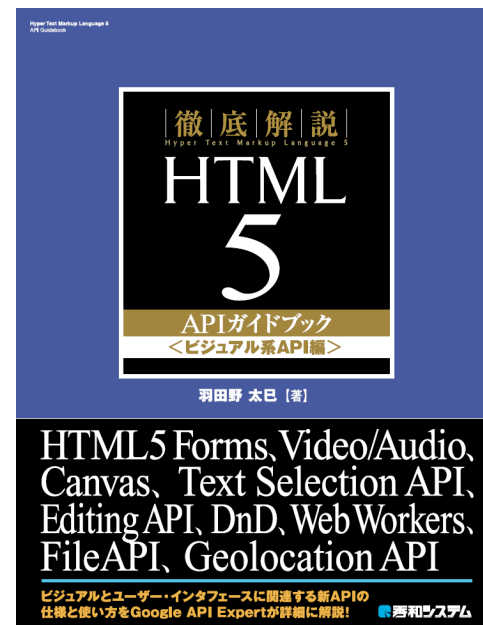 Hyper Text Markup Language 5
API Guidebook
徹底解説
Hyper Text Markup Language 5
HTML
5
APIガイドブック
<ビジュアル系API編>
羽田野 太巳【著】
HTML5 Forms、Video/Audio、
Canvas、Text Selection API、
Editing API、DnD、Web Workers、
FileAPI、Geolocation API
ビジュアルとユーザー・インタフェースに関連する新APIの
仕様と使い方をGoogle API Expertが詳細に解説!
秀和システム